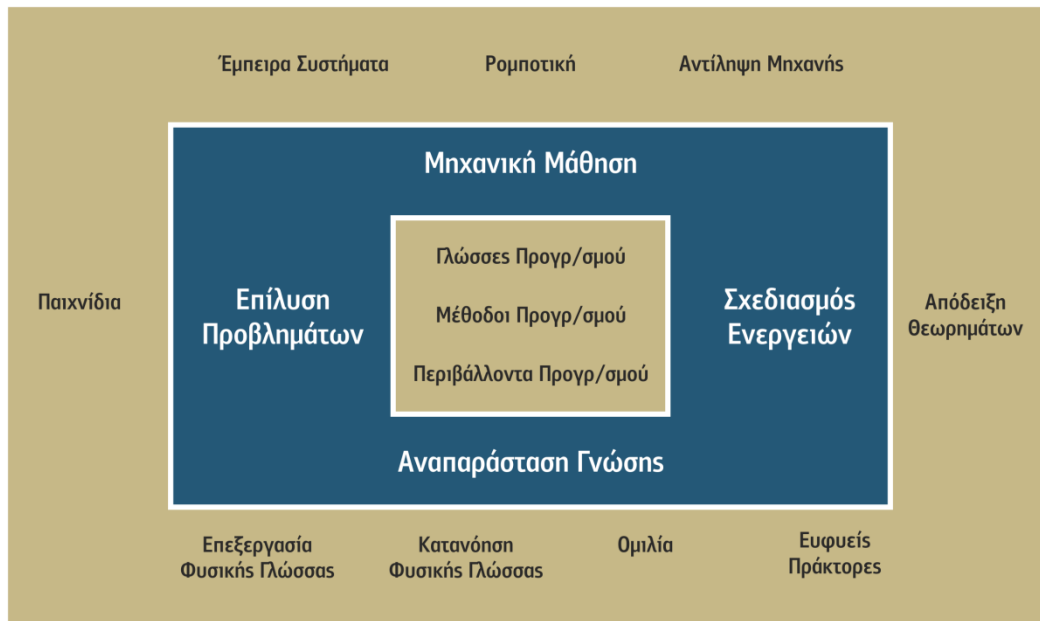 Έμπειρα Συστήματα
Ρομποτική
Αντίληψη Μηχανής
Μηχανική Μάθηση
Παιχνίδια
Επίλυση
Προβλημάτων
Γλώσσες Προγρ/σμού
Μέθοδοι Προγρ/σμού
Περιβάλλοντα Προγρ/σμού
Σχεδιασμός
Ενεργειών
Απόδειξη
Θεωρημάτων
Αναπαράσταση Γνώσης
Επεξεργασία
Φυσικής Γλώσσας
Κατανόηση
Φυσικής Γλώσσας
Ομιλία
Ευφυείς
Πράκτορες